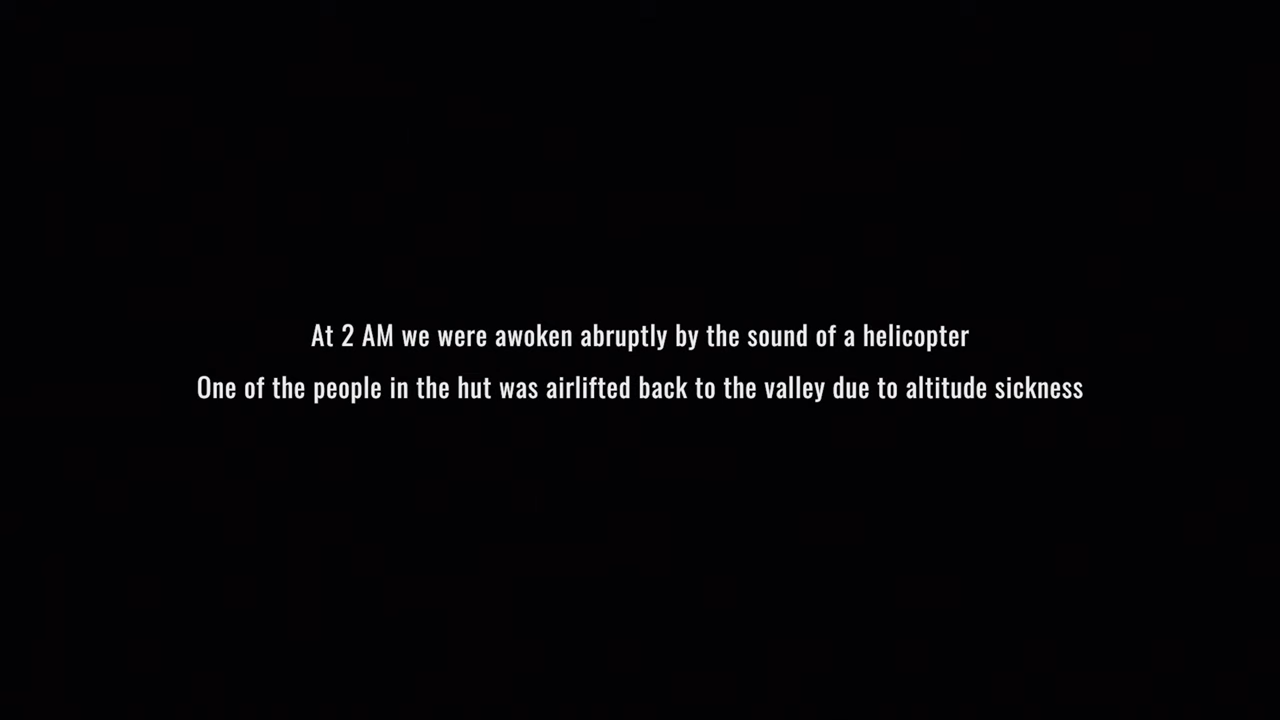 At 2 AM we were awoken abruptly by the sound of a helicopter
One of the people in the hut was airlifted back to the valley due to altitude sickness